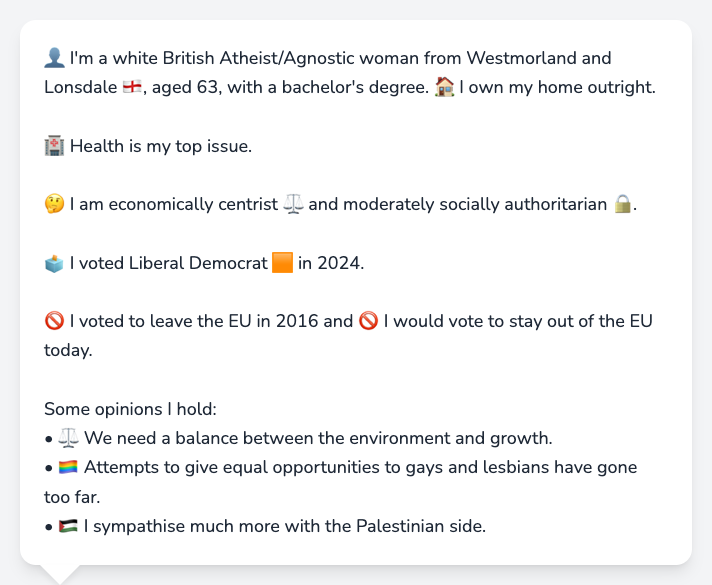 👤 I'm a white British Atheist/Agnostic woman from Westmorland and
Lonsdale 🏴󠁧󠁢󠁥󠁮󠁧󠁿, aged 63, with a bachelor's degree. 🏠 I own my home outright.
🏥 Health is my top issue.
🤔 I am economically centrist ⚖️ and moderately socially authoritarian 🔒.
🗳️ I voted Liberal Democrat 🟧 in 2024.
🚫 I voted to leave the EU in 2016 and 🚫 I would vote to stay out of the EU
today.
Some opinions I hold:
• ⚖️ We need a balance between the environment and growth.
• 🏳️‍🌈 Attempts to give equal opportunities to gays and lesbians have gone
too far.
• 🇵🇸 I sympathise much more with the Palestinian side.